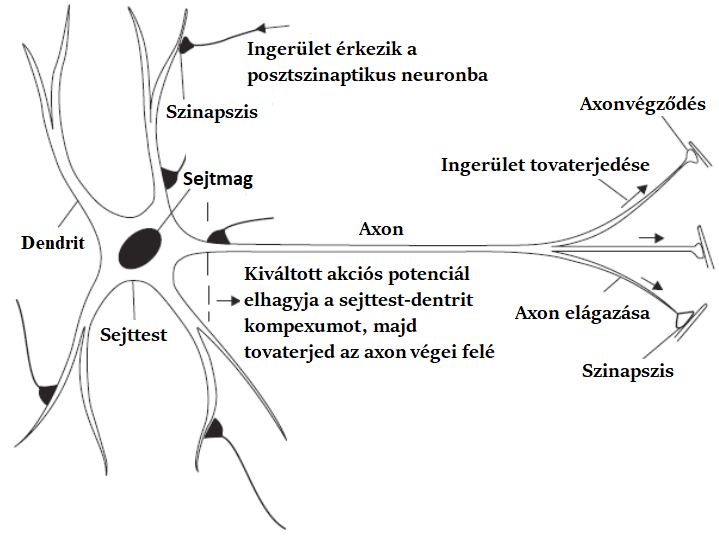 Ingerület érkezik a
posztszinaptikus neuronba
Szinapszis
Axonvégződés
Ingerület tovaterjedése
Sejtmag
Dendrit
Axon
Kiváltott akciós potenciál
elhagyja a sejttest-dentrit
kompexumot, majd
tovaterjed az axon végei felé
Axon elágazása
Sejttest
Szinapszis